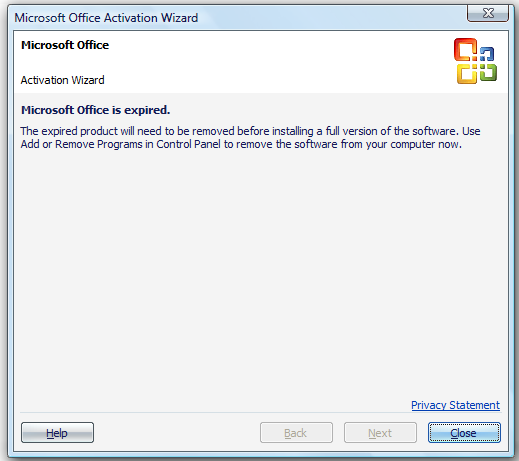 Microsoft Office Activation Wizard
Microsoft Office
Activation Wizard
Microsoft Office is expired.
The expired product will need to be removed before installing a full version of the software. Use
Add or Remove Programs in Control Panel to remove the software from your computer now.
Privacy Statement
Help Back Next Close